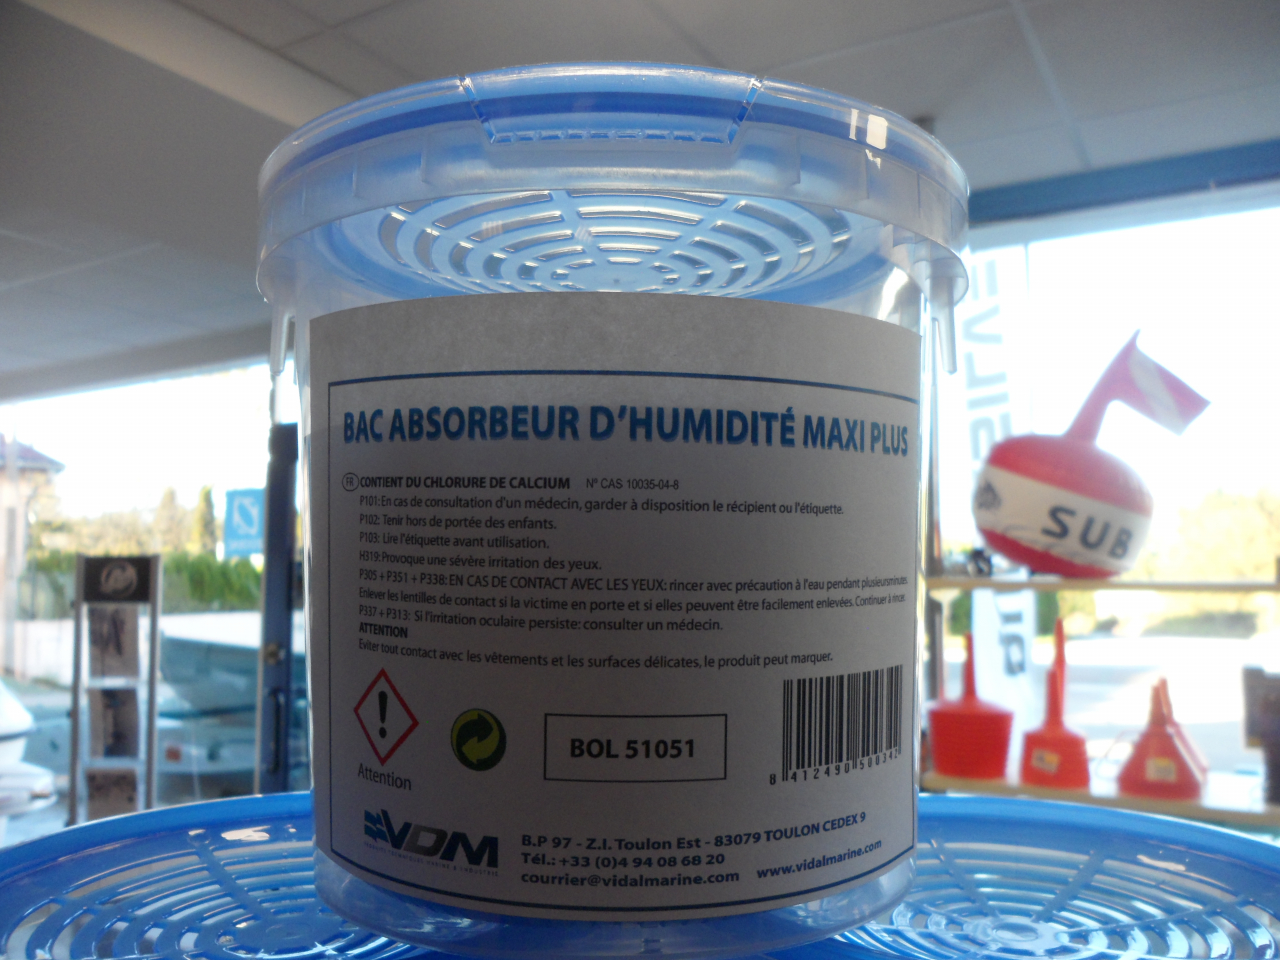 BAC ABSORBEUR D'HUMIDITÉ MAXI PLUS
FR CONTIENT DU CHLORURE DE CALCIUM N° CAS 10035-04-8
P101: En cas de consultation d'un médecin, garder à disposition le récipient ou l'étiquette.
P102: Tenir hors de portée des enfants.
P103: Lire l'étiquette avant utilisation.
H319: Provoque une sévère irritation des yeux.
P305 + P351 + P338: EN CAS DE CONTACT AVEC LES YEUX: rincer avec précaution à l'eau pendant plusieursminutes
Enlever les lentilles de contact si la victime en porte et si elles peuvent être facilement enlevées. Continuer à rincer.
P337 + P313: Si l'irritation oculaire persiste: consulter un médecin.
ATTENTION
Eviter tout contact avec les vêtements et les surfaces délicates, le produit peut marquer.
Attention
BOL 51051
8 412490 500342
VDM
B.P 97 - Z.I. Toulon Est - 83079 TOULON CEDEX 9
Tél.: +33 (0)4 94 08 68 20
courrier@vidalmarine.com www.vidalmarine.com
SUB